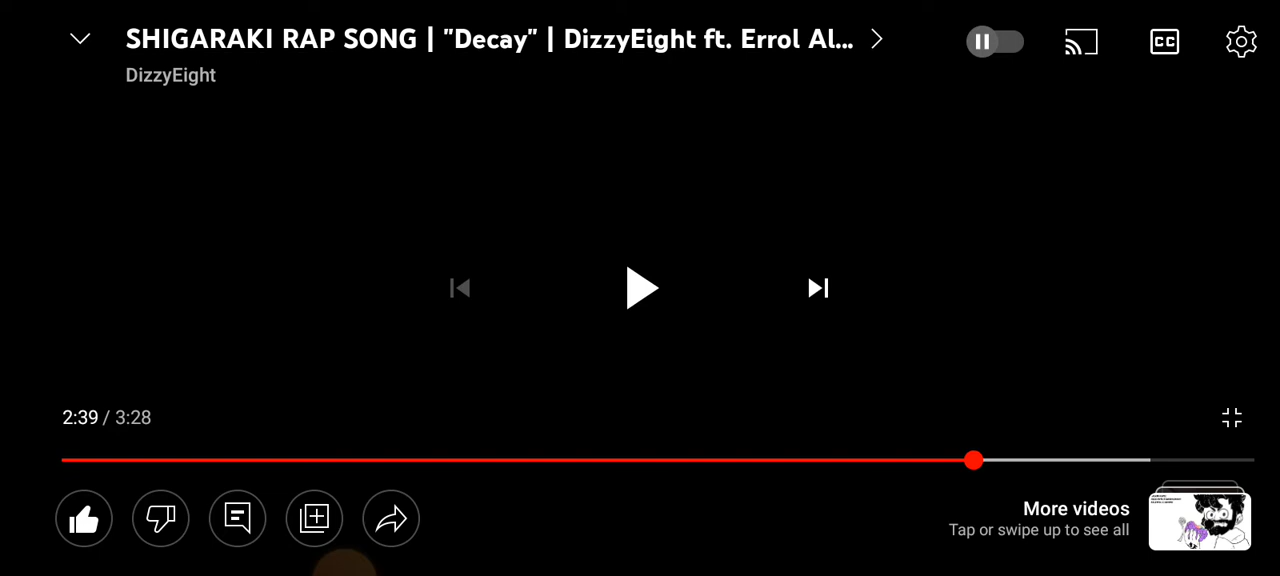 SHIGARAKI RAP SONG | "Decay" | DizzyEight ft. Errol Al...
DizzyEight
CC
2:39 / 3:28
More videos
Tap or swipe up to see all